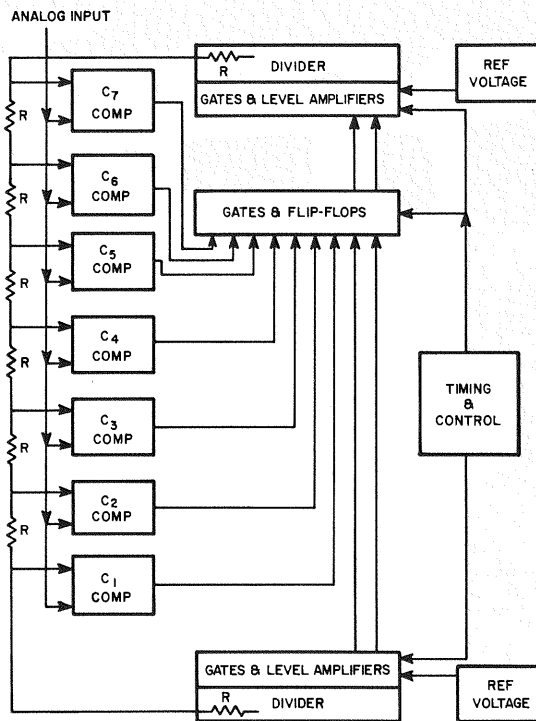 ANALOG INPUT
R
DIVIDER
GATES & LEVEL AMPLIFIERS
REF
VOLTAGE
C7
COMP
R
C6
COMP
R
GATES & FLIP-FLOPS
C5
COMP
R
C4
COMP
R
TIMING
&
CONTROL
C3
COMP
R
C2
COMP
R
C1
COMP
GATES & LEVEL AMPLIFIERS
R
DIVIDER
REF
VOLTAGE